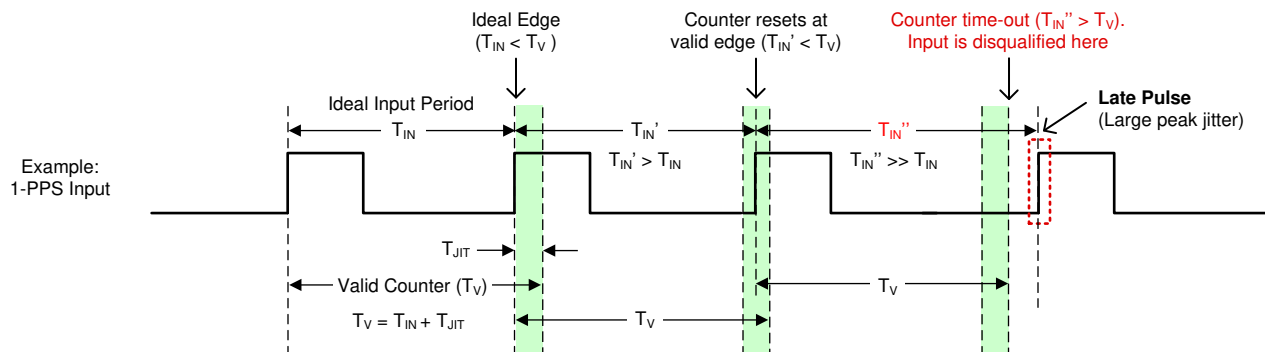 Ideal Edge
(TIN < TV )
Counter resets at
valid edge (TIN' < TV)
Counter time-out (TIN'' > TV).
Input is disqualified here
Ideal Input Period
TIN
TIN'
TIN''
Late Pulse
(Large peak jitter)
TIN' > TIN
TIN'' >> TIN
Example:
1-PPS Input
TJIT
Valid Counter (TV)
TV
TV = TIN + TJIT
TV